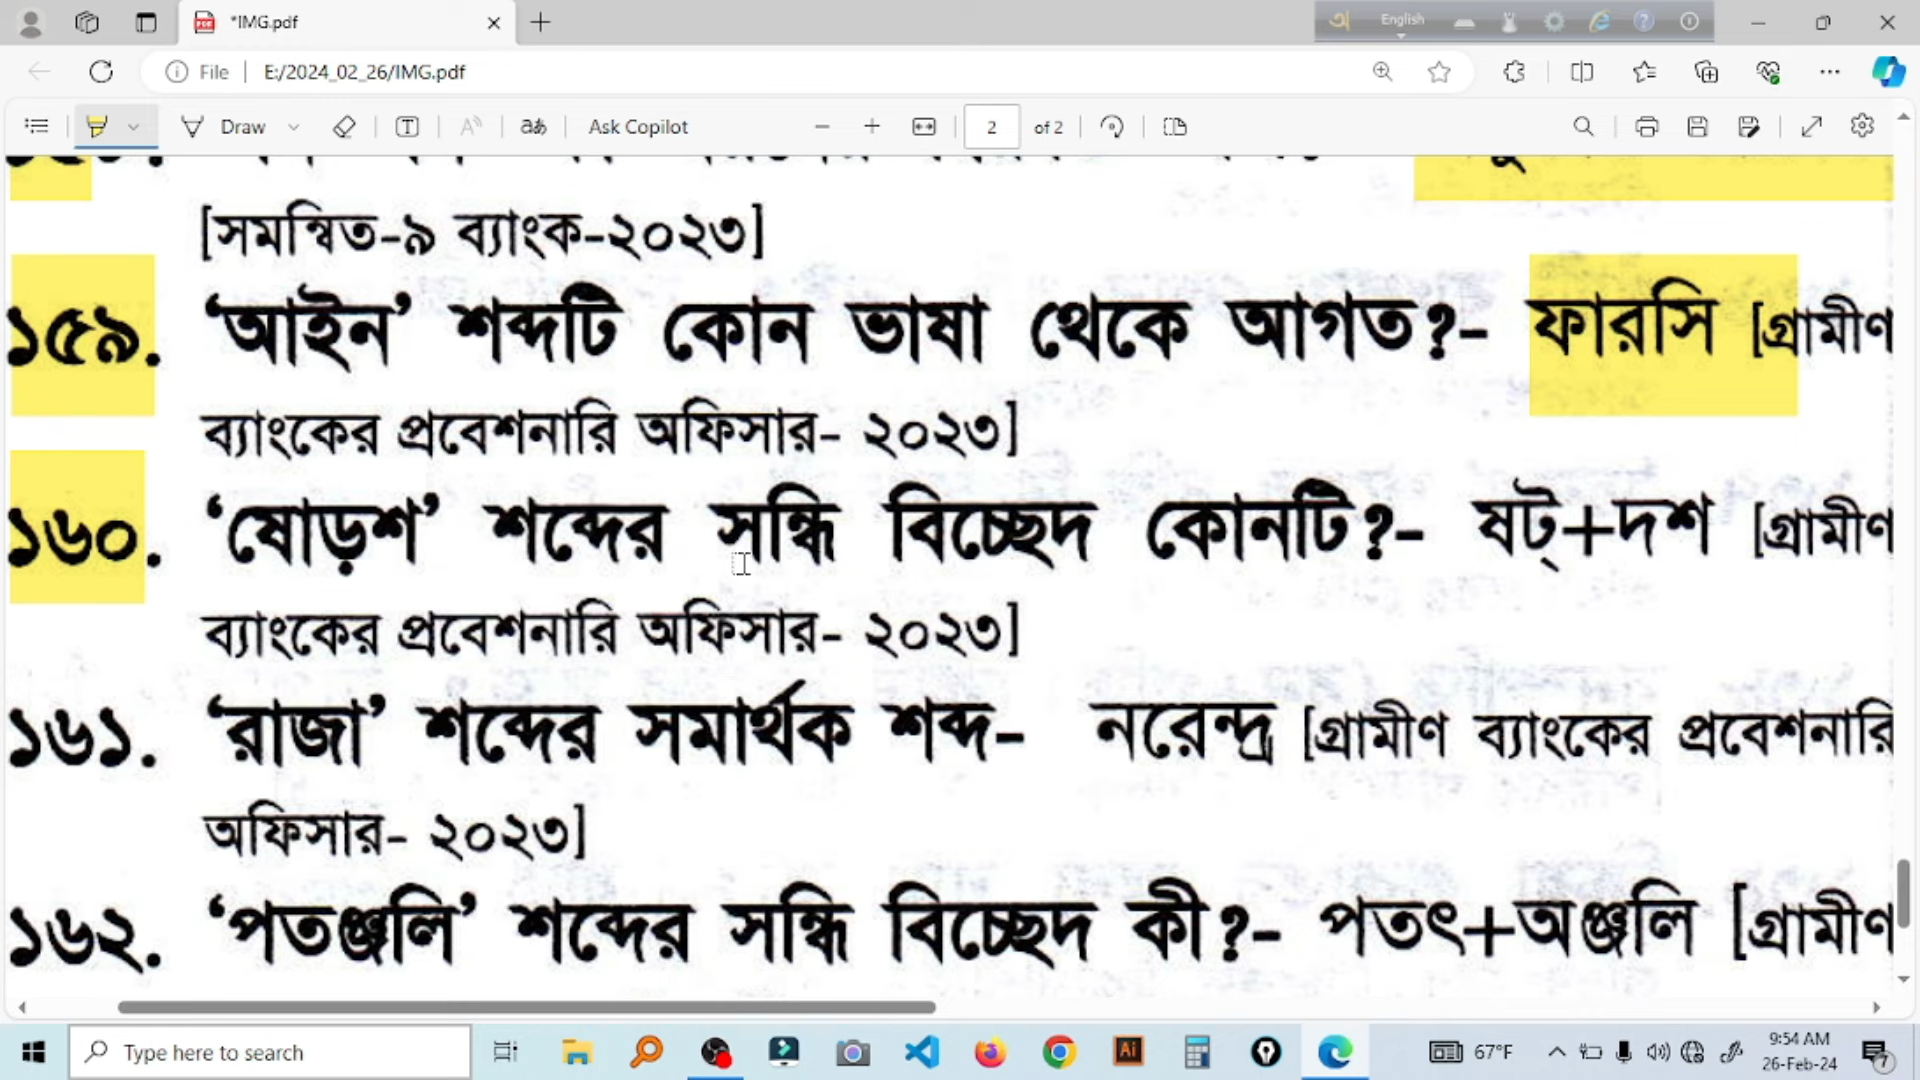 *IMG.pdf
English
File
E:/2024_02_26/IMG.pdf
Draw
Ask Copilot
2
of 2
[সমন্বিত-৯ ব্যাংক-২০২৩]
১৫৯. ‘আইন’ শব্দটি কোন ভাষা থেকে আগত?- ফারসি [গ্রামীণ
ব্যাংকের প্রবেশনারি অফিসার- ২০২৩]
১৬০. ‘ষোড়শ’ শব্দের সন্ধি বিচ্ছেদ কোনটি?- ষট্+দশ [গ্রামীণ
ব্যাংকের প্রবেশনারি অফিসার- ২০২৩]
১৬১. ‘রাজা’ শব্দের সমার্থক শব্দ- নরেন্দ্র [গ্রামীণ ব্যাংকের প্রবেশনারি
অফিসার- ২০২৩]
১৬২. ‘পতঞ্জলি’ শব্দের সন্ধি বিচ্ছেদ কী?- পতৎ+অঞ্জলি [গ্রামীণ
Type here to search
67°F
9:54 AM
26-Feb-24
7